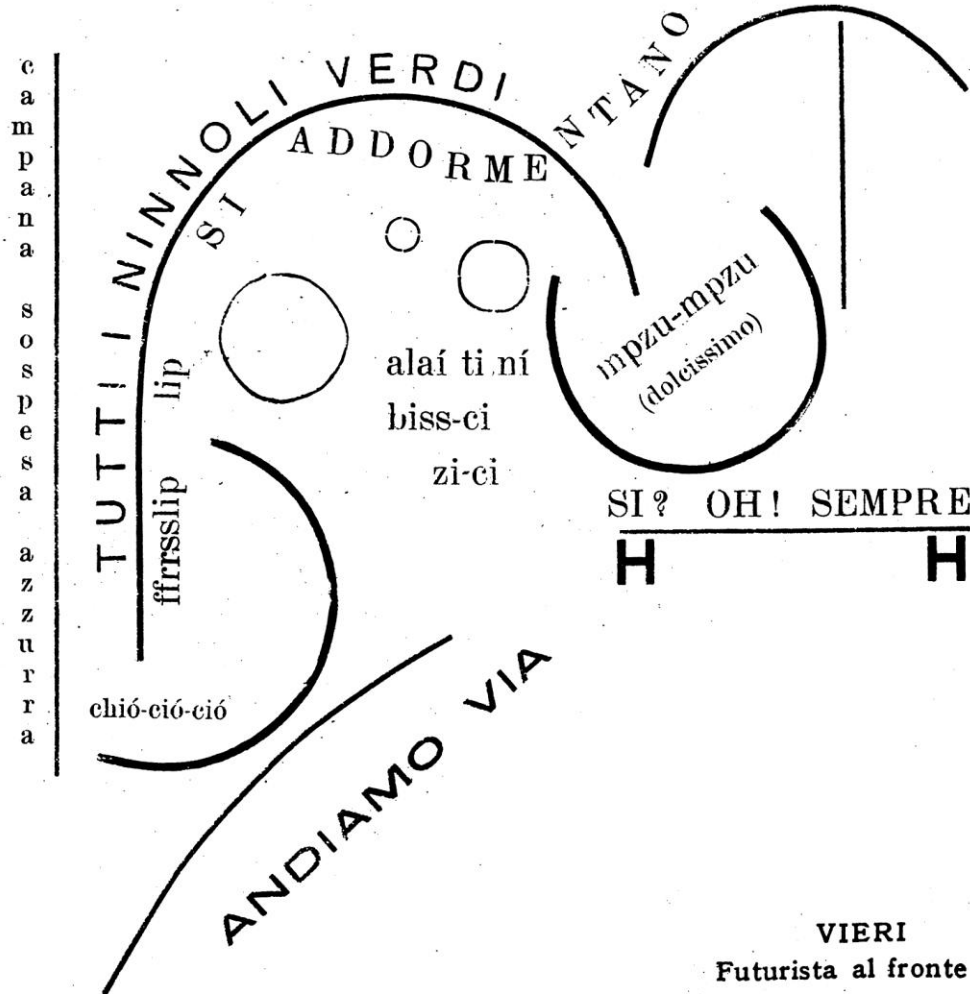 campana sospesa azzurra
TUTTI I NINNOLI VERDI
SI ADDORMENTANO
lip
ffrrsslip
alaí ti ní
biss-ci
zi-ci
mpzu-mpzu
(dolcissimo)
SI? OH! SEMPRE
H H
chió-ció-ció
ANDIAMO VIA
VIERI
Futurista al fronte